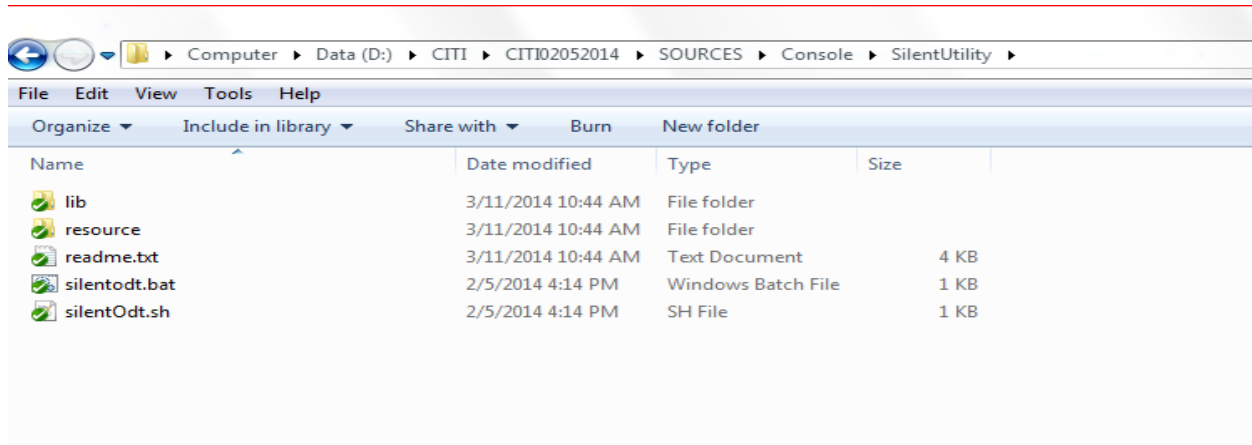 Computer Data (D:) CITI CITI02052014 SOURCES Console SilentUtility
File Edit View Tools Help
Organize Include in library Share with Burn New folder
Name Date modified Type Size
lib 3/11/2014 10:44 AM File folder
resource 3/11/2014 10:44 AM File folder
readme.txt 3/11/2014 10:44 AM Text Document 4 KB
silentodt.bat 2/5/2014 4:14 PM Windows Batch File 1 KB
silentOdt.sh 2/5/2014 4:14 PM SH File 1 KB